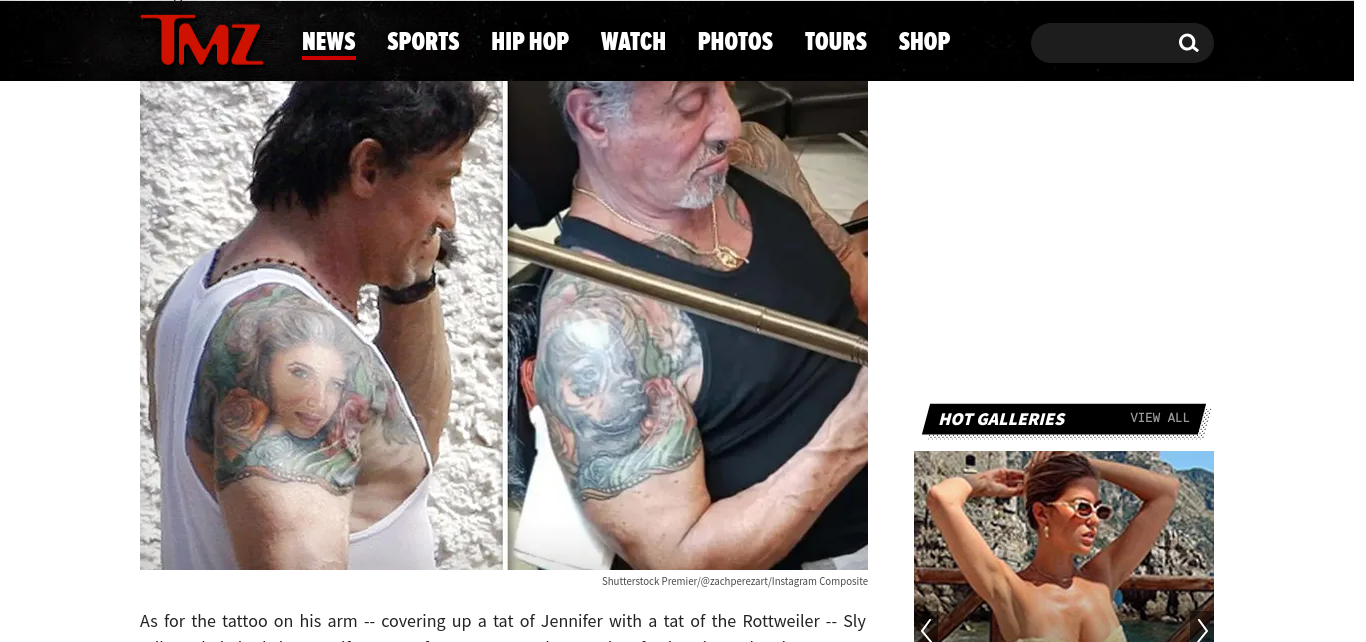 TMZ
NEWS SPORTS HIP HOP WATCH PHOTOS TOURS SHOP
HOT GALLERIES VIEW ALL
Shutterstock Premier/@zachperezart/Instagram Composite
As for the tattoo on his arm -- covering up a tat of Jennifer with a tat of the Rottweiler -- Sly